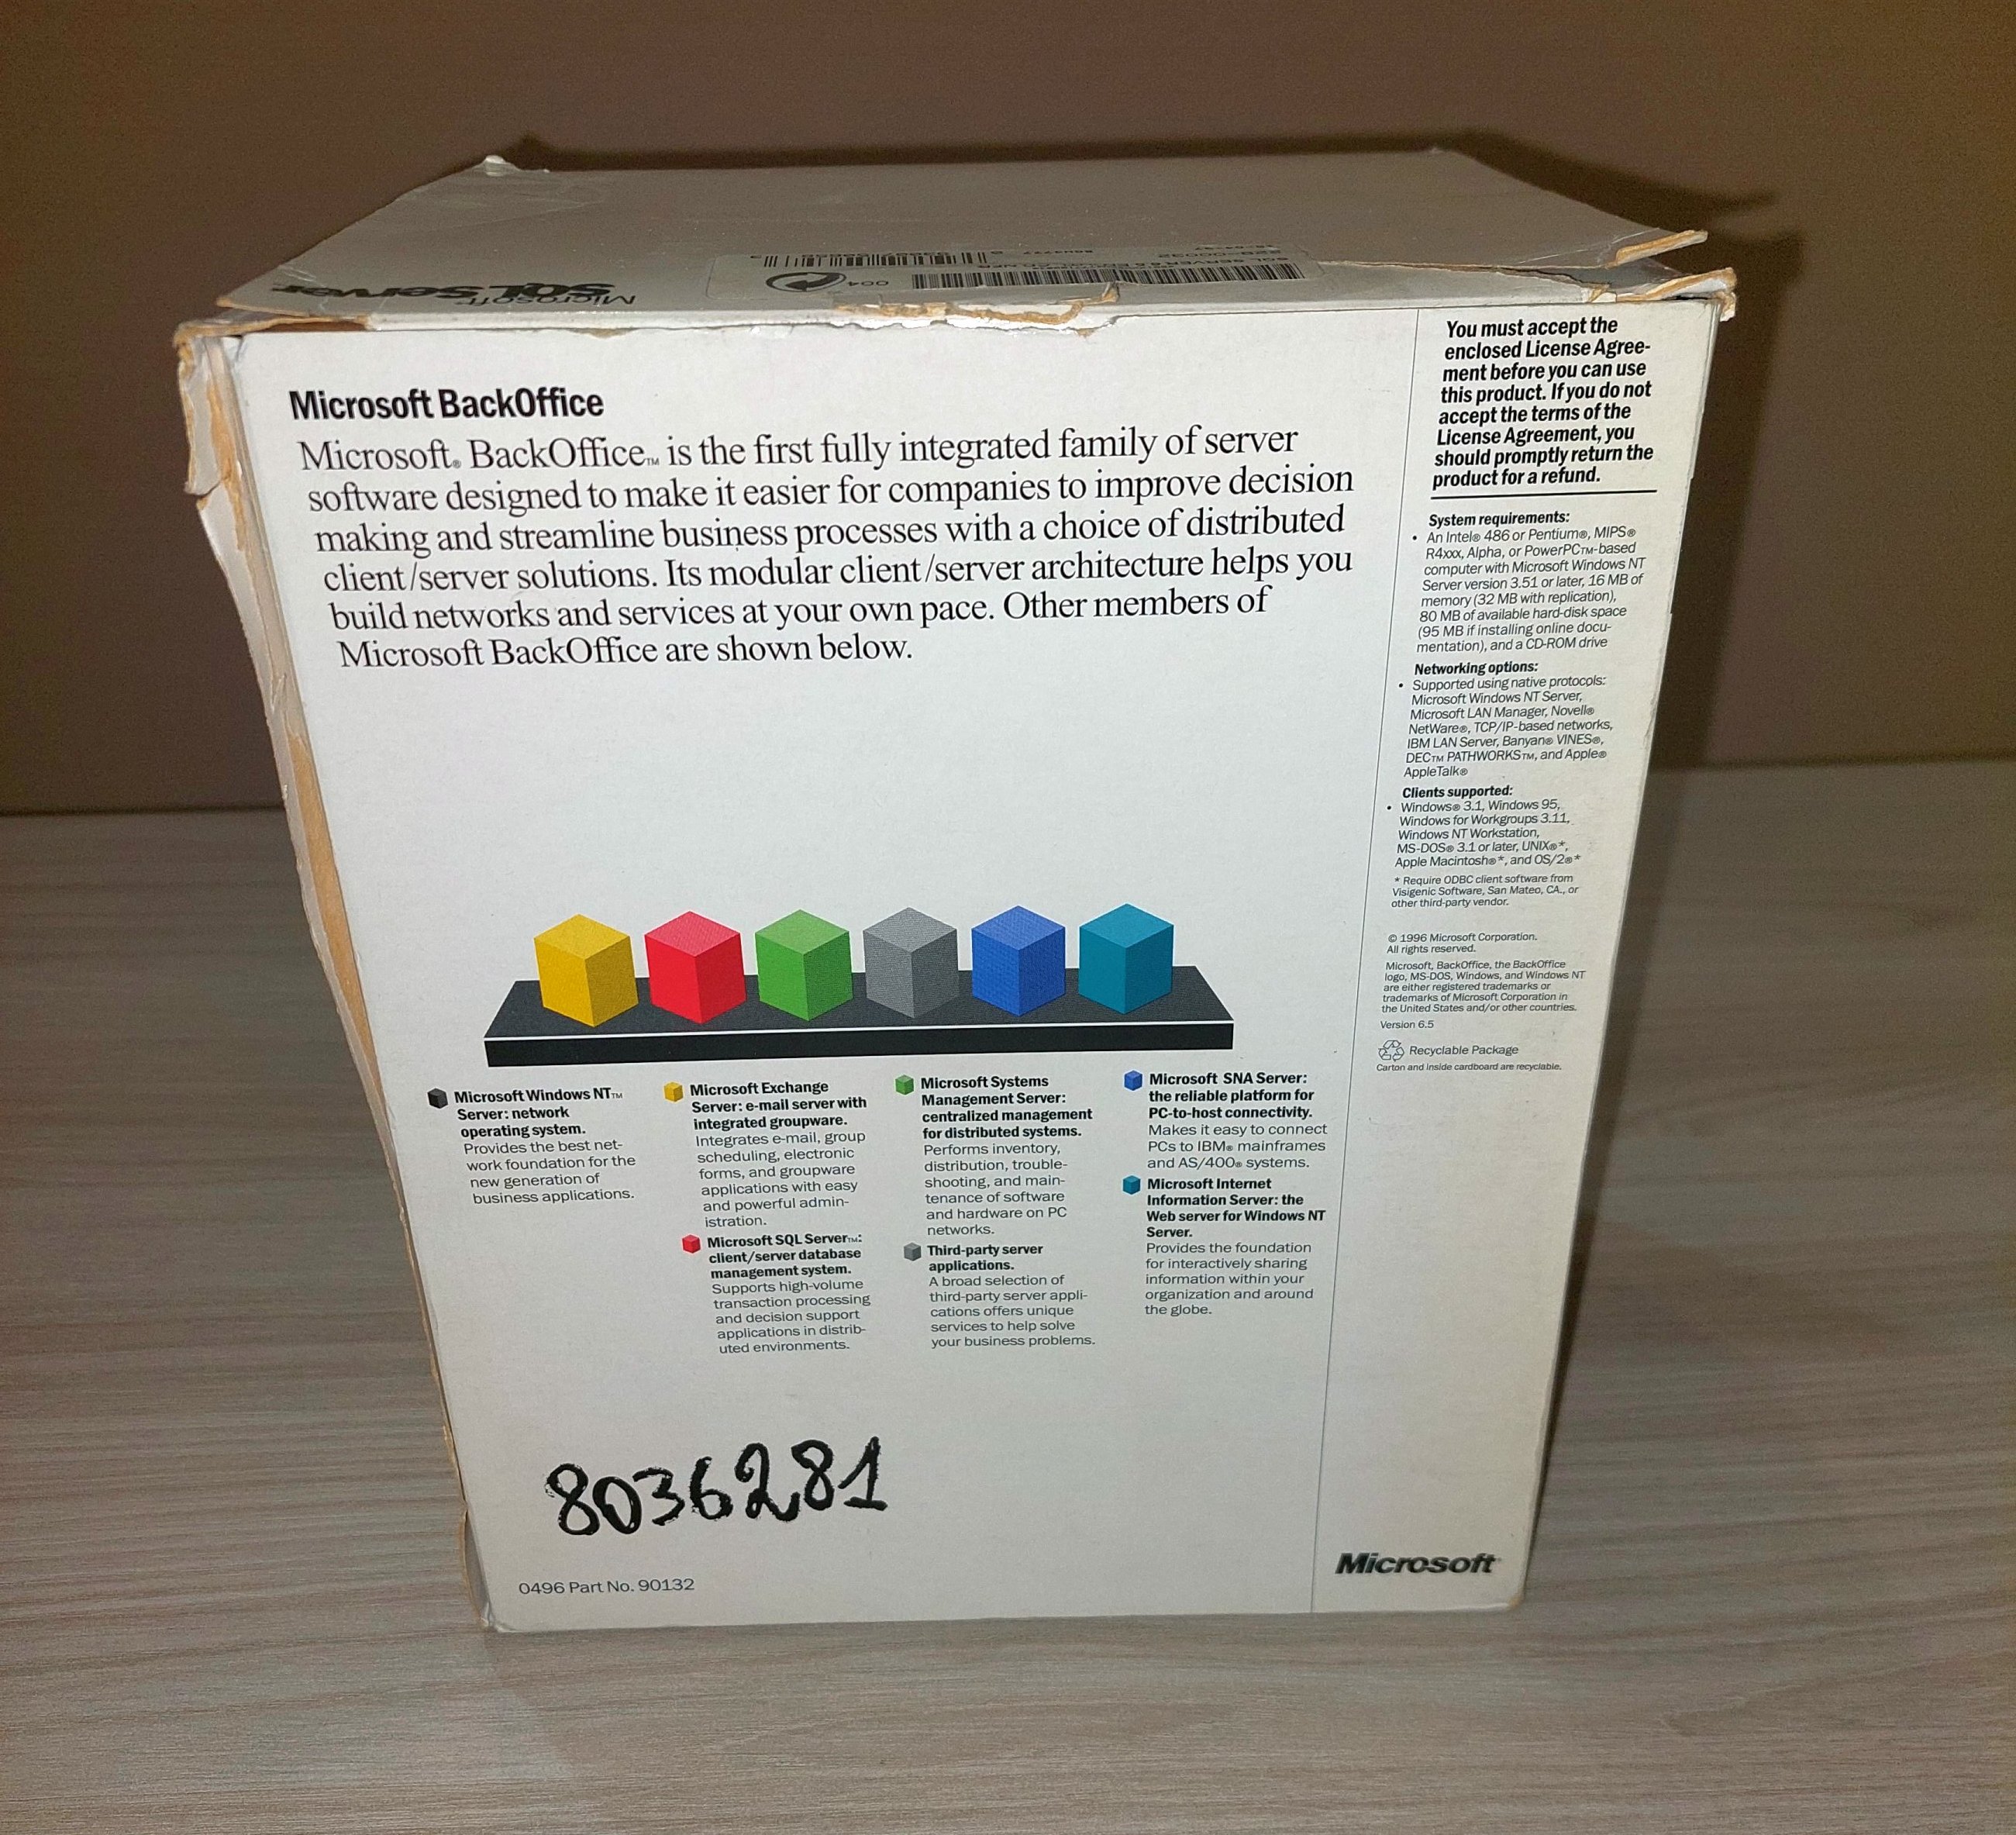 Microsoft
SQL Server
004
Microsoft BackOffice
Microsoft® BackOffice™ is the first fully integrated family of server
software designed to make it easier for companies to improve decision
making and streamline business processes with a choice of distributed
client/server solutions. Its modular client/server architecture helps you
build networks and services at your own pace. Other members of
Microsoft BackOffice are shown below.
Microsoft Windows NT™
Server: network
operating system.
Provides the best net-
work foundation for the
new generation of
business applications.
Microsoft Exchange
Server: e-mail server with
integrated groupware.
Integrates e-mail, group
scheduling, electronic
forms, and groupware
applications with easy
and powerful admin-
istration.
Microsoft SQL Server™:
client/server database
management system.
Supports high-volume
transaction processing
and decision support
applications in distrib-
uted environments.
Microsoft Systems
Management Server:
centralized management
for distributed systems.
Performs inventory,
distribution, trouble-
shooting, and main-
tenance of software
and hardware on PC
networks.
Third-party server
applications.
A broad selection of
third-party server appli-
cations offers unique
services to help solve
your business problems.
Microsoft SNA Server:
the reliable platform for
PC-to-host connectivity.
Makes it easy to connect
PCs to IBM® mainframes
and AS/400® systems.
Microsoft Internet
Information Server: the
Web server for Windows NT
Server.
Provides the foundation
for interactively sharing
information within your
organization and around
the globe.
8036281
0496 Part No. 90132
You must accept the
enclosed License Agree-
ment before you can use
this product. If you do not
accept the terms of the
License Agreement, you
should promptly return the
product for a refund.
System requirements:
• An Intel® 486 or Pentium®, MIPS®
R4xxx, Alpha, or PowerPC™-based
computer with Microsoft Windows NT
Server version 3.51 or later, 16 MB of
memory (32 MB with replication),
80 MB of available hard-disk space
(95 MB if installing online docu-
mentation), and a CD-ROM drive
Networking options:
• Supported using native protocols:
Microsoft Windows NT Server,
Microsoft LAN Manager, Novell®
NetWare®, TCP/IP-based networks,
IBM LAN Server, Banyan® VINES®,
DEC™ PATHWORKS™, and Apple®
AppleTalk®
Clients supported:
• Windows® 3.1, Windows 95,
Windows for Workgroups 3.11,
Windows NT Workstation,
MS-DOS® 3.1 or later, UNIX®*,
Apple Macintosh®*, and OS/2®*
* Require ODBC client software from
Visigenic Software, San Mateo, CA., or
other third-party vendor.
© 1996 Microsoft Corporation.
All rights reserved.
Microsoft, BackOffice, the BackOffice
logo, MS-DOS, Windows, and Windows NT
are either registered trademarks or
trademarks of Microsoft Corporation in
the United States and/or other countries.
Version 6.5
Recyclable Package
Carton and inside cardboard are recyclable.
Microsoft